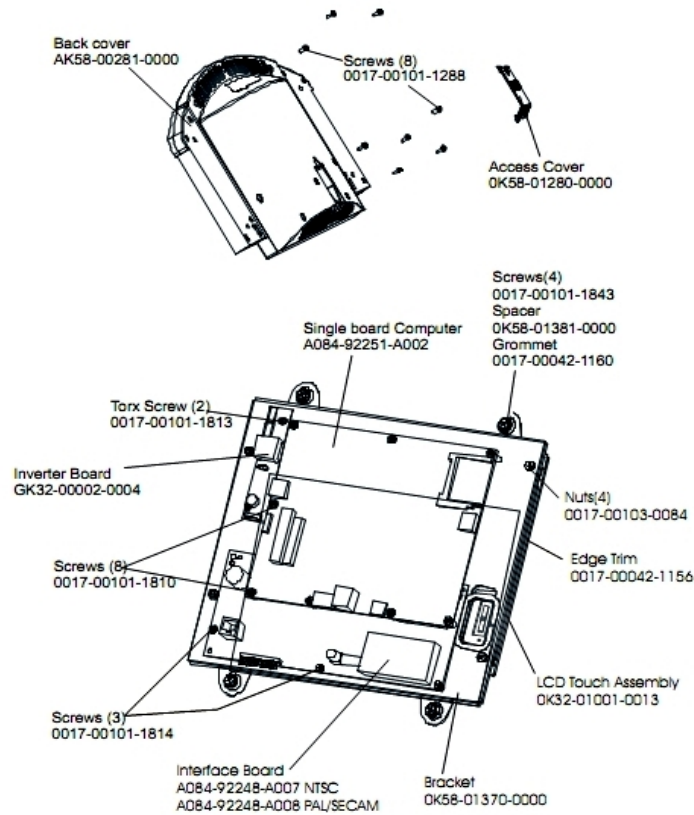 Back cover
AK58-00281-0000
Screws (8)
0017-00101-1288
Access Cover
0K58-01280-0000
Screws(4)
0017-00101-1843
Spacer
0K58-01381-0000
Grommet
0017-00042-1160
Single board Computer
A084-92251-A002
Torx Screw (2)
0017-00101-1813
Inverter Board
GK32-00002-0004
Nuts(4)
0017-00103-0084
Edge Trim
0017-00042-1156
Screws (8)
0017-00101-1810
LCD Touch Assembly
0K32-01001-0013
Screws (3)
0017-00101-1814
Interface Board
A084-92248-A007 NTSC
A084-92248-A008 PAL/SECAM
Bracket
0K58-01370-0000